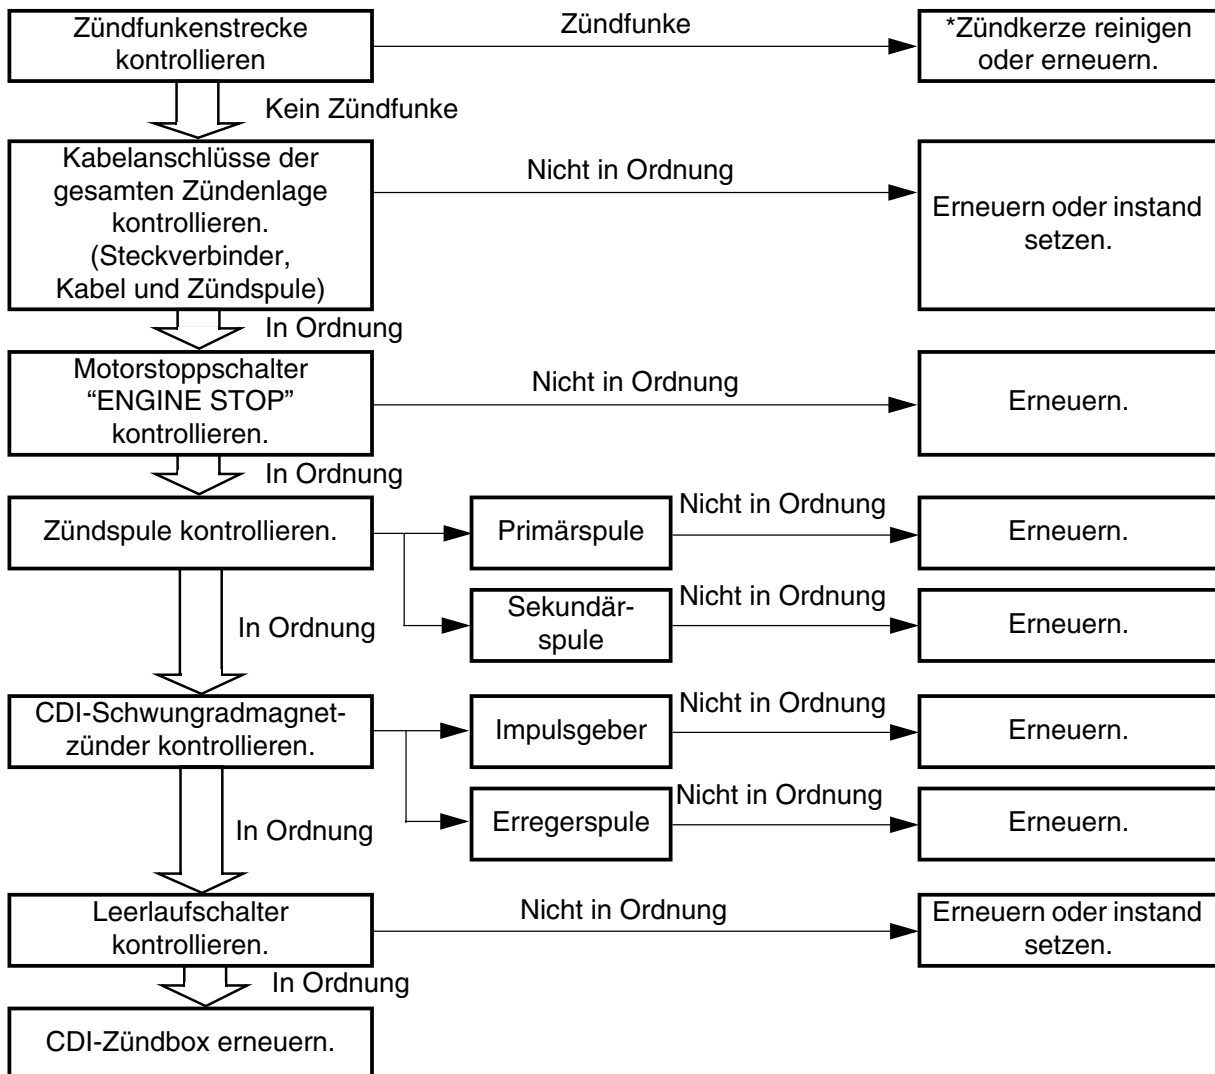 Zündfunkenstrecke
kontrollieren
Zündfunke
*Zündkerze reinigen
oder erneuern.
Kein Zündfunke
Kabelanschlüsse der
gesamten Zündenlage
kontrollieren.
(Steckverbinder,
Kabel und Zündspule)
Nicht in Ordnung
Erneuern oder instand
setzen.
In Ordnung
Motorstoppschalter
“ENGINE STOP”
kontrollieren.
Nicht in Ordnung
Erneuern.
In Ordnung
Zündspule kontrollieren.
Primärspule
Nicht in Ordnung
Erneuern.
Sekundär-
spule
Nicht in Ordnung
Erneuern.
In Ordnung
CDI-Schwungradmagnet-
zünder kontrollieren.
Impulsgeber
Nicht in Ordnung
Erneuern.
Erregerspule
Nicht in Ordnung
Erneuern.
In Ordnung
Leerlaufschalter
kontrollieren.
Nicht in Ordnung
Erneuern oder instand
setzen.
In Ordnung
CDI-Zündbox erneuern.